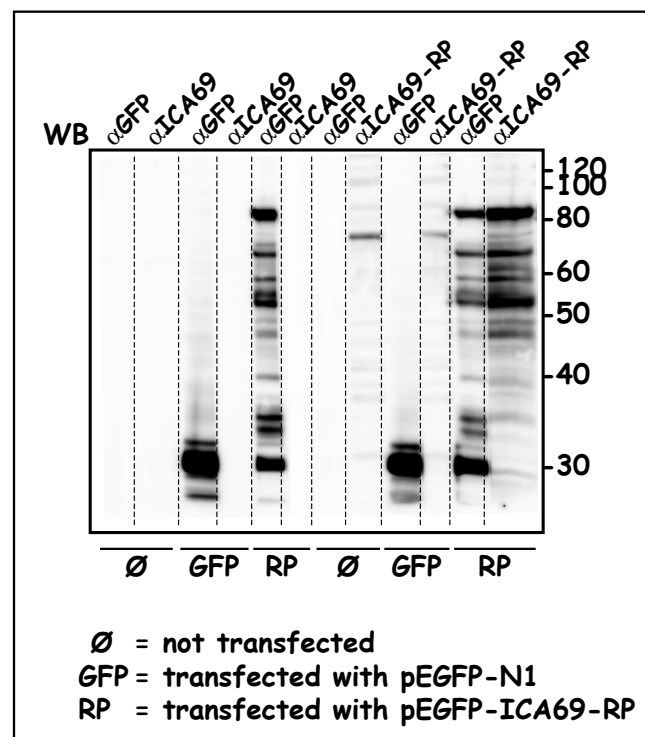 αGFP αICA69 αGFP αICA69 αGFP αICA69 αGFP αICA69-RP αGFP αICA69-RP αGFP αICA69-RP
WB
-120
-100
-80
-60
-50
-40
-30
Ø GFP RP Ø GFP RP
Ø = not transfected
GFP = transfected with pEGFP-N1
RP = transfected with pEGFP-ICA69-RP